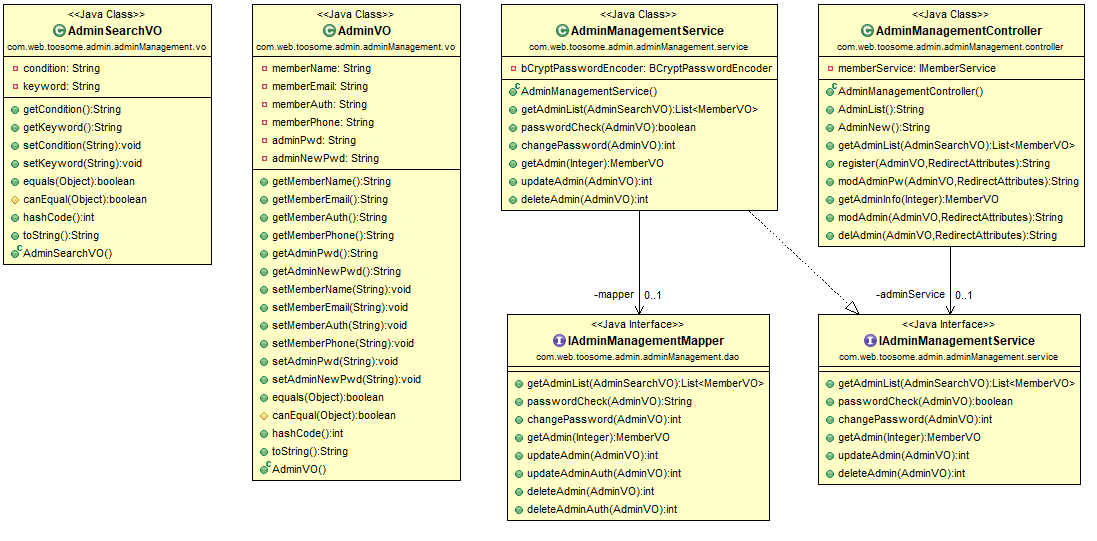 <<Java Class>>
AdminSearchVO
com.web.toosome.admin.adminManagement.vo
condition: String
keyword: String
getCondition():String
getKeyword():String
setCondition(String):void
setKeyword(String):void
equals(Object):boolean
canEqual(Object):boolean
hashCode():int
toString():String
AdminSearchVO()
<<Java Class>>
AdminVO
com.web.toosome.admin.adminManagement.vo
memberName: String
memberEmail: String
memberAuth: String
memberPhone: String
adminPwd: String
adminNewPwd: String
getMemberName():String
getMemberEmail():String
getMemberAuth():String
getMemberPhone():String
getAdminPwd():String
getAdminNewPwd():String
setMemberName(String):void
setMemberEmail(String):void
setMemberAuth(String):void
setMemberPhone(String):void
setAdminPwd(String):void
setAdminNewPwd(String):void
equals(Object):boolean
canEqual(Object):boolean
hashCode():int
toString():String
AdminVO()
<<Java Class>>
AdminManagementService
com.web.toosome.admin.adminManagement.service
bCryptPasswordEncoder: BCryptPasswordEncoder
AdminManagementService()
getAdminList(AdminSearchVO):List<MemberVO>
passwordCheck(AdminVO):boolean
changePassword(AdminVO):int
getAdmin(Integer):MemberVO
updateAdmin(AdminVO):int
deleteAdmin(AdminVO):int
<<Java Class>>
AdminManagementController
com.web.toosome.admin.adminManagement.controller
memberService: IMemberService
AdminManagementController()
AdminList():String
AdminNew():String
getAdminList(AdminSearchVO):List<MemberVO>
register(AdminVO,RedirectAttributes):String
modAdminPw(AdminVO,RedirectAttributes):String
getAdminInfo(Integer):MemberVO
modAdmin(AdminVO,RedirectAttributes):String
delAdmin(AdminVO,RedirectAttributes):String
-mapper 0..1
-adminService 0..1
<<Java Interface>>
IAdminManagementMapper
com.web.toosome.admin.adminManagement.dao
getAdminList(AdminSearchVO):List<MemberVO>
passwordCheck(AdminVO):String
changePassword(AdminVO):int
getAdmin(Integer):MemberVO
updateAdmin(AdminVO):int
updateAdminAuth(AdminVO):int
deleteAdmin(AdminVO):int
deleteAdminAuth(AdminVO):int
<<Java Interface>>
IAdminManagementService
com.web.toosome.admin.adminManagement.service
getAdminList(AdminSearchVO):List<MemberVO>
passwordCheck(AdminVO):boolean
changePassword(AdminVO):int
getAdmin(Integer):MemberVO
updateAdmin(AdminVO):int
deleteAdmin(AdminVO):int